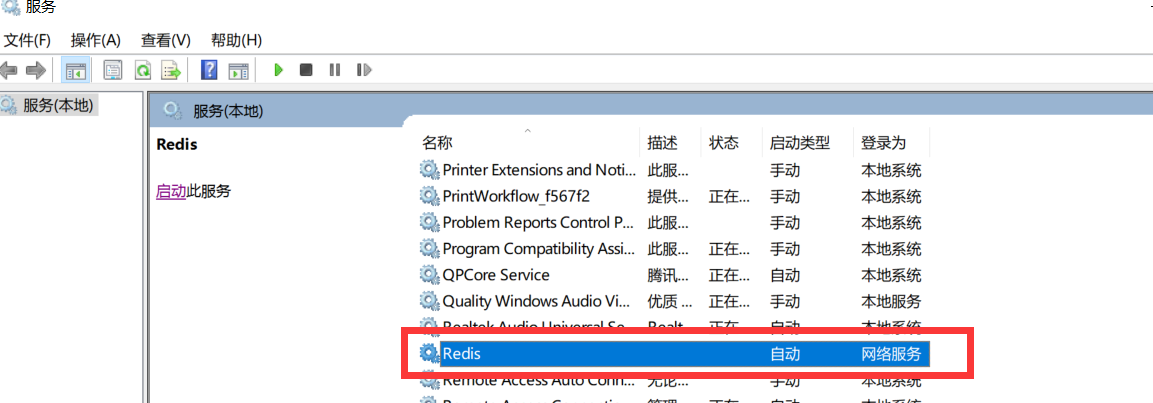 服务
文件(F) 操作(A) 查看(V) 帮助(H)
服务(本地)
服务(本地)
Redis
启动此服务
名称 描述 状态 启动类型 登录为
Printer Extensions and Noti... 此服... 手动 本地系统
PrintWorkflow_f567f2 提供... 正在... 手动 本地系统
Problem Reports Control P... 此服... 手动 本地系统
Program Compatibility Assi... 此服... 正在... 手动 本地系统
QPCore Service 腾讯... 正在... 自动 本地系统
Quality Windows Audio Vi... 优质 ... 正在... 手动 本地服务
Realtek Audio Universal Se... Realt... 正在... 自动 本地系统
Redis 自动 网络服务
Remote Access Auto Conn... 无论... 手动 本地系统